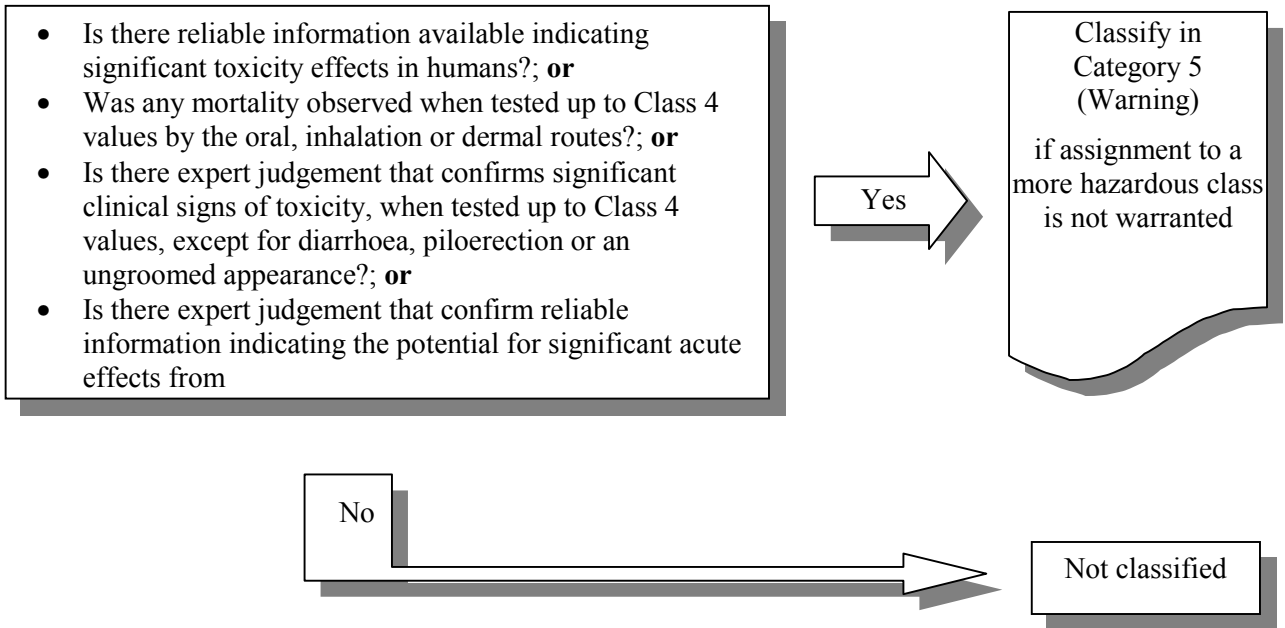 • Is there reliable information available indicating
significant toxicity effects in humans?; or
• Was any mortality observed when tested up to Class 4
values by the oral, inhalation or dermal routes?; or
• Is there expert judgement that confirms significant
clinical signs of toxicity, when tested up to Class 4
values, except for diarrhoea, piloerection or an
ungroomed appearance?; or
• Is there expert judgement that confirm reliable
information indicating the potential for significant acute
effects from
Yes
Classify in
Category 5
(Warning)
if assignment to a
more hazardous class
is not warranted
No
Not classified